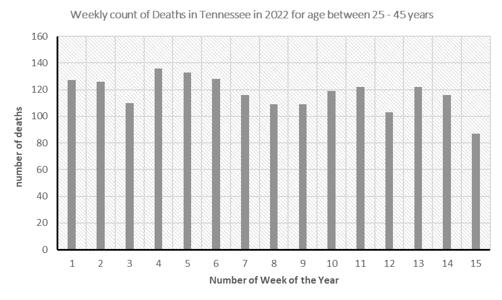 Weekly count of Deaths in Tennessee in 2022 for age between 25 - 45 years
160
140
120
100
80
60
40
20
0
number of deaths
1 2 3 4 5 6 7 8 9 10 11 12 13 14 15
Number of Week of the Year